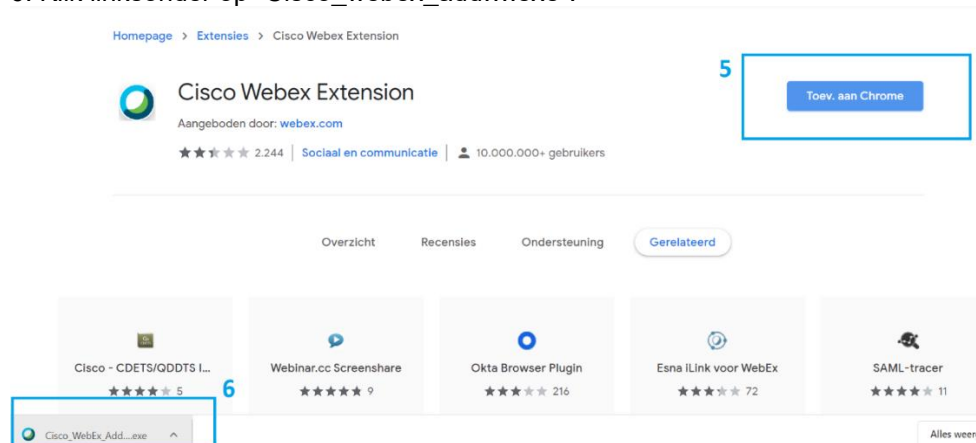 Homepage > Extensies > Cisco Webex Extension
5
Cisco Webex Extension
Toev. aan Chrome
Aangeboden door: webex.com
2.244 | Sociaal en communicatie | 10.000.000+ gebruikers
Overzicht Recensies Ondersteuning Gerelateerd
Cisco - CDETS/QDDTS I... Webinar.cc Screenshare Okta Browser Plugin Esna iLink voor WebEx SAML-tracer
5 9 216 72 11
6
Cisco_WebEx_Add....exe
Alles weer